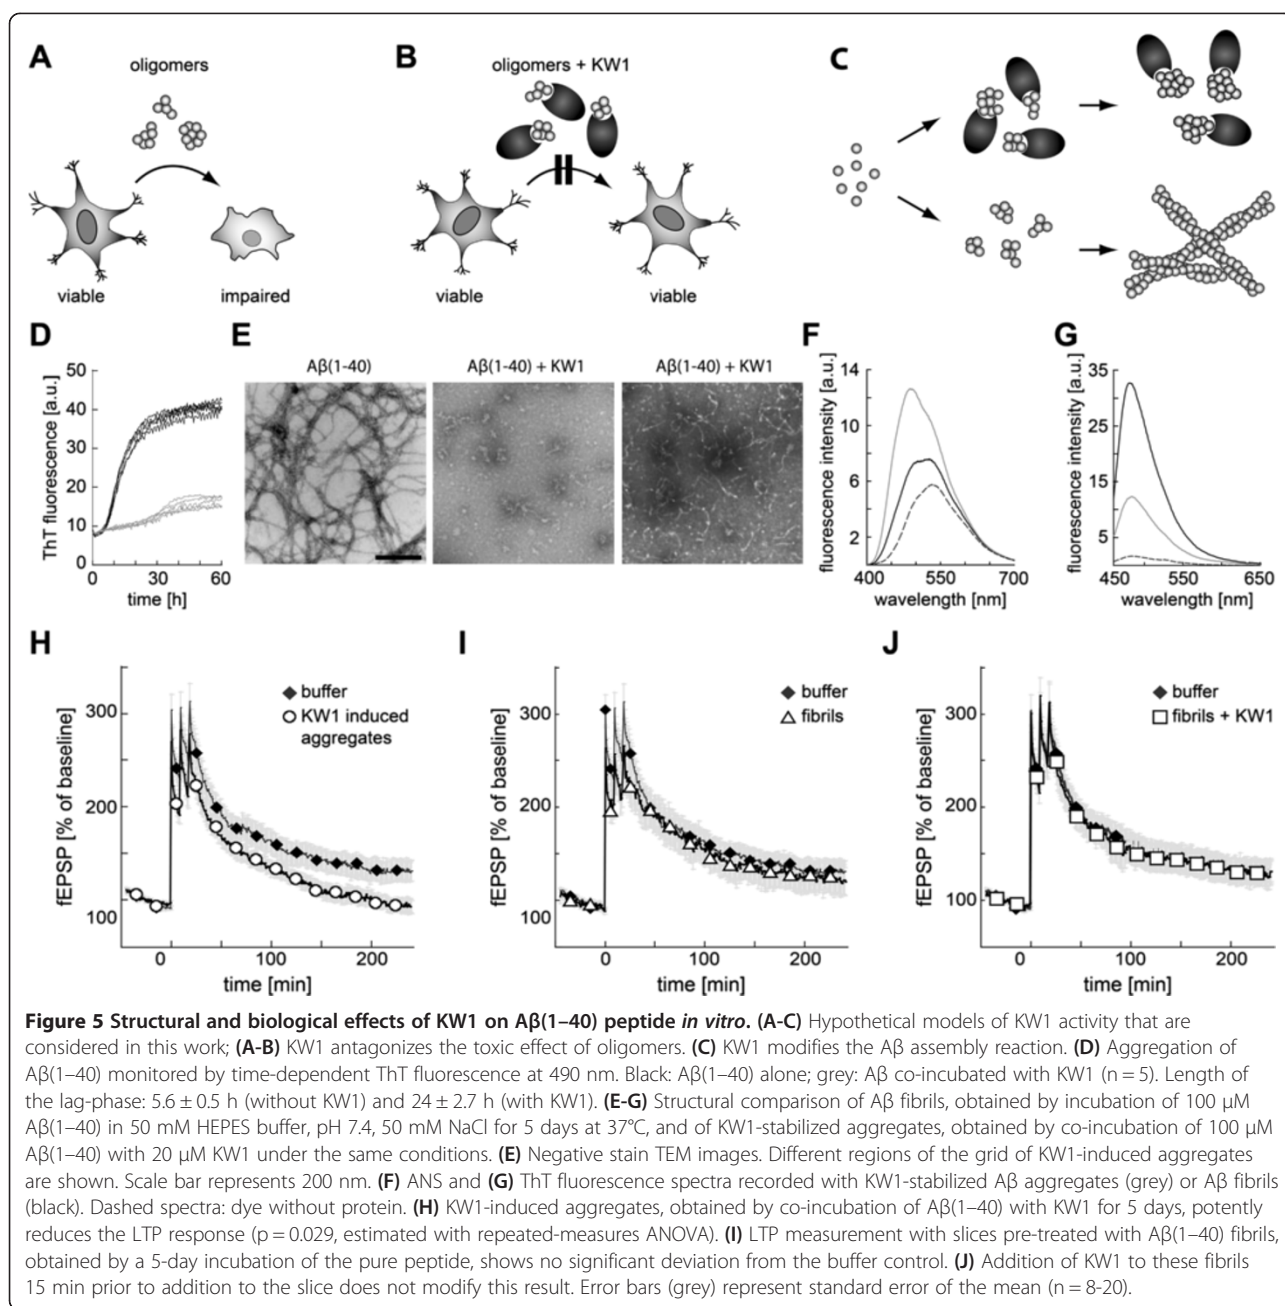 A
B
C
oligomers
oligomers + KW1
viable
impaired
viable
viable
D
E
F
G
Aβ(1-40)
Aβ(1-40) + KW1
Aβ(1-40) + KW1
ThT fluorescence [a.u.]
50
40
30
20
10
0
0
30
60
time [h]
fluorescence intensity [a.u.]
14
10
6
2
400
550
700
wavelength [nm]
fluorescence intensity [a.u.]
35
25
15
5
450
550
650
wavelength [nm]
H
I
J
fEPSP [% of baseline]
300
200
100
0
100
200
time [min]
buffer
KW1 induced
aggregates
fEPSP [% of baseline]
300
200
100
0
100
200
time [min]
buffer
fibrils
fEPSP [% of baseline]
300
200
100
0
100
200
time [min]
buffer
fibrils + KW1
Figure 5 Structural and biological effects of KW1 on Aβ(1–40) peptide in vitro. (A-C) Hypothetical models of KW1 activity that are
considered in this work; (A-B) KW1 antagonizes the toxic effect of oligomers. (C) KW1 modifies the Aβ assembly reaction. (D) Aggregation of
Aβ(1–40) monitored by time-dependent ThT fluorescence at 490 nm. Black: Aβ(1–40) alone; grey: Aβ co-incubated with KW1 (n = 5). Length of
the lag-phase: 5.6 ± 0.5 h (without KW1) and 24 ± 2.7 h (with KW1). (E-G) Structural comparison of Aβ fibrils, obtained by incubation of 100 μM
Aβ(1–40) in 50 mM HEPES buffer, pH 7.4, 50 mM NaCl for 5 days at 37°C, and of KW1-stabilized aggregates, obtained by co-incubation of 100 μM
Aβ(1–40) with 20 μM KW1 under the same conditions. (E) Negative stain TEM images. Different regions of the grid of KW1-induced aggregates
are shown. Scale bar represents 200 nm. (F) ANS and (G) ThT fluorescence spectra recorded with KW1-stabilized Aβ aggregates (grey) or Aβ fibrils
(black). Dashed spectra: dye without protein. (H) KW1-induced aggregates, obtained by co-incubation of Aβ(1–40) with KW1 for 5 days, potently
reduces the LTP response (p = 0.029, estimated with repeated-measures ANOVA). (I) LTP measurement with slices pre-treated with Aβ(1–40) fibrils,
obtained by a 5-day incubation of the pure peptide, shows no significant deviation from the buffer control. (J) Addition of KW1 to these fibrils
15 min prior to addition to the slice does not modify this result. Error bars (grey) represent standard error of the mean (n = 8-20).